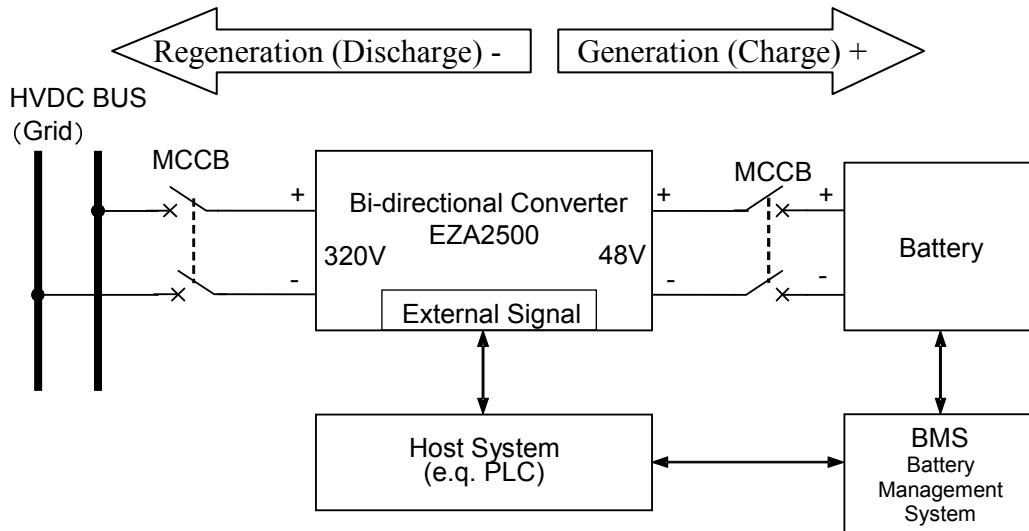 Regeneration (Discharge) -
Generation (Charge) +
HVDC BUS
(Grid)
MCCB
+
-
Bi-directional Converter
EZA2500
320V
48V
External Signal
+
-
MCCB
+
-
Battery
Host System
(e.q. PLC)
BMS
Battery
Management
System